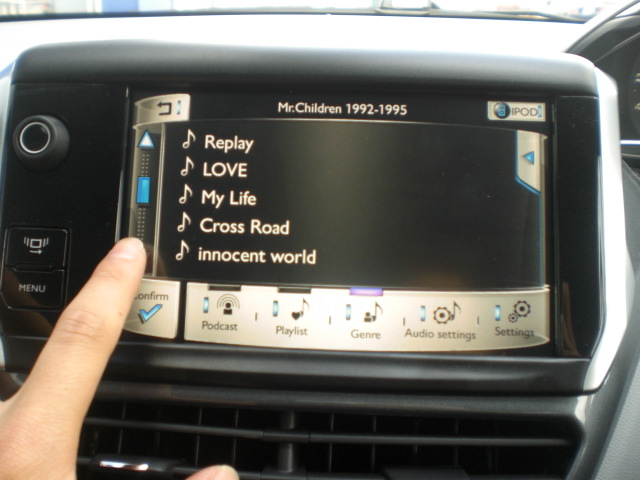 Mr.Children 1992-1995
IPOD
Replay
LOVE
My Life
Cross Road
innocent world
MENU
Podcast
Playlist
Genre
Audio settings
Settings